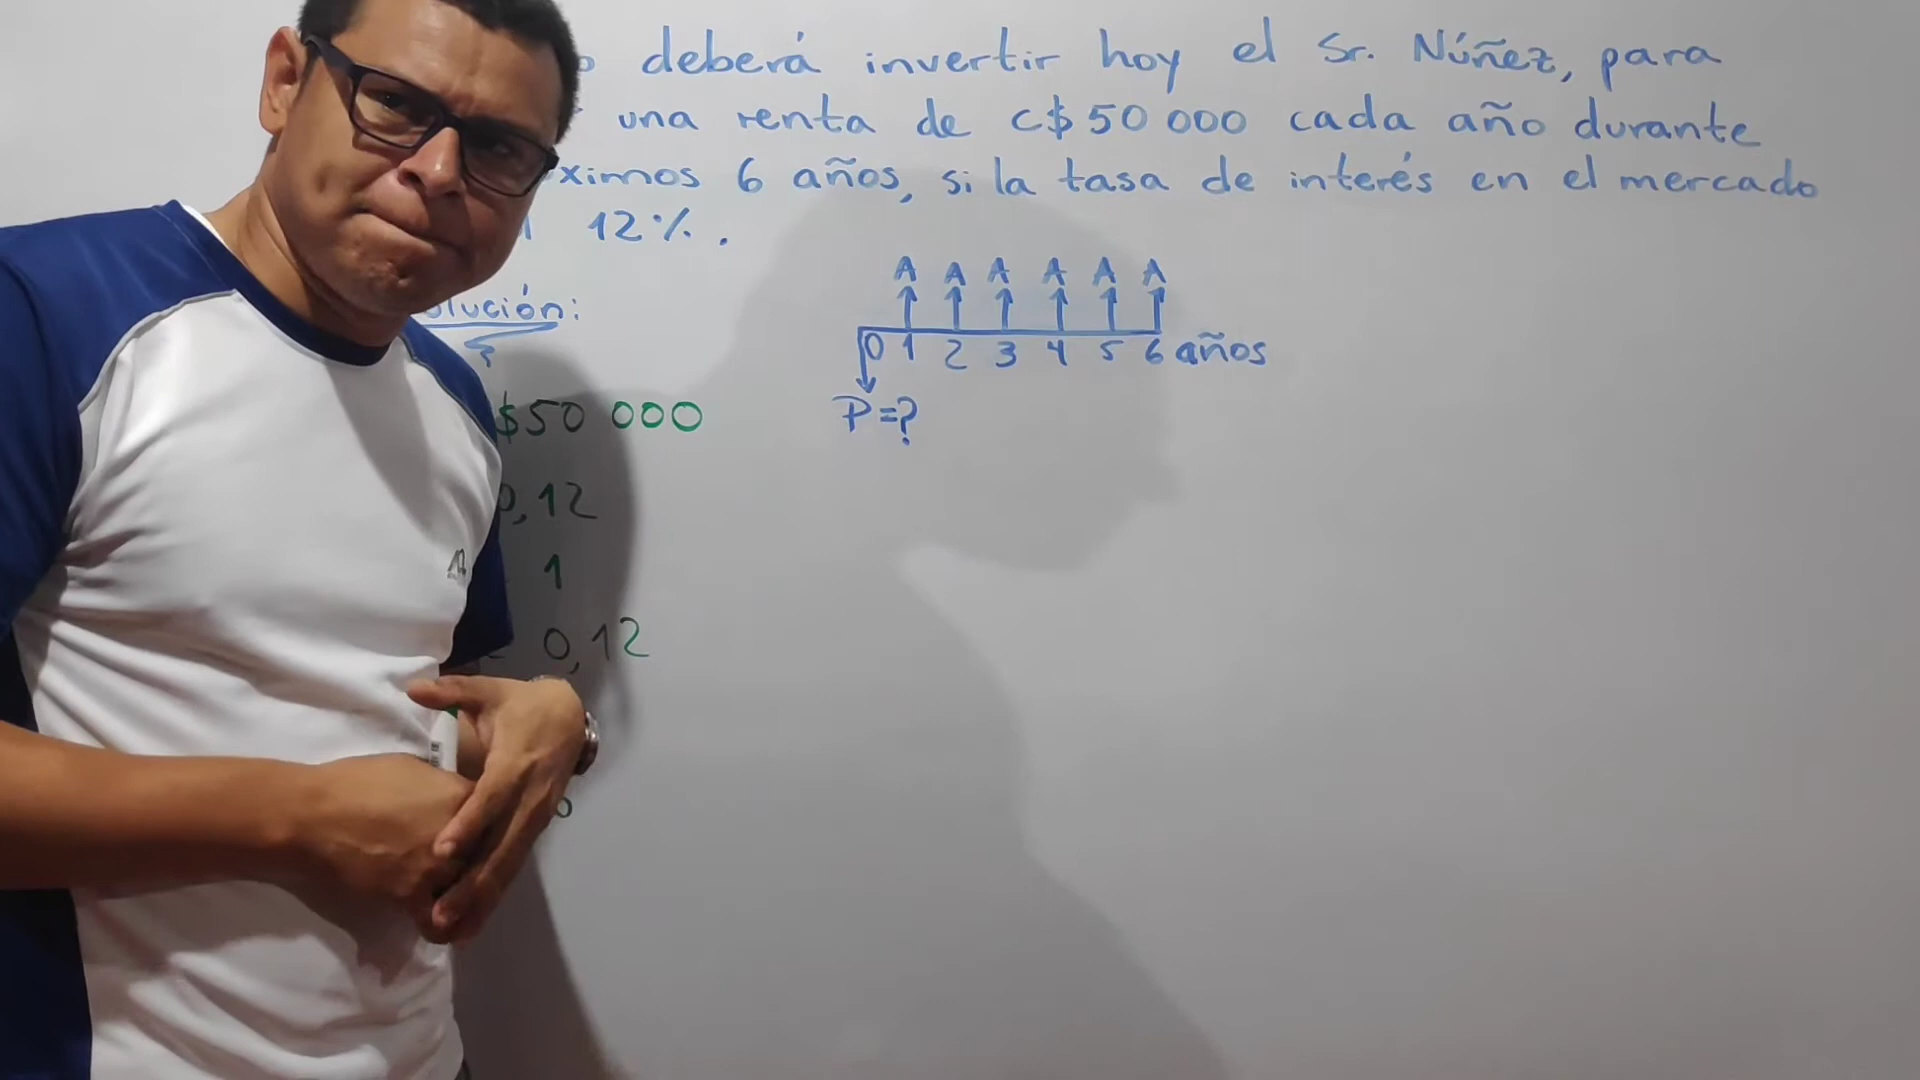 deberá invertir hoy el Sr. Núñez, para
una renta de C$ 50 000 cada año durante
ximos 6 años, si la tasa de interés en el mercado
12%.
olución:
A A A A A A
0 1 2 3 4 5 6 años
P=?
$50 000
0,12
1
0,12